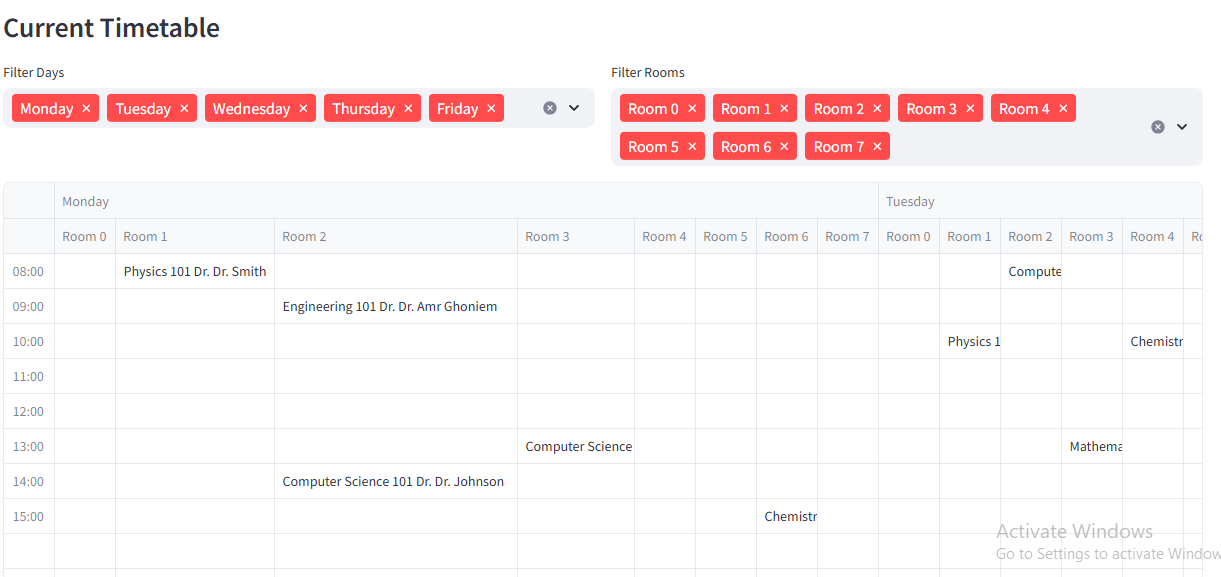 Current Timetable
Filter Days
Filter Rooms
Monday × Tuesday × Wednesday × Thursday × Friday ×
Room 0 × Room 1 × Room 2 × Room 3 × Room 4 ×
Room 5 × Room 6 × Room 7 ×
Monday Tuesday
Room 0 Room 1 Room 2 Room 3 Room 4 Room 5 Room 6 Room 7 Room 0 Room 1 Room 2 Room 3 Room 4
08:00 Physics 101 Dr. Dr. Smith Compute
09:00 Engineering 101 Dr. Dr. Amr Ghoniem
10:00 Physics 1 Chemistr
11:00
12:00
13:00 Computer Science Mathema
14:00 Computer Science 101 Dr. Dr. Johnson
15:00 Chemistr
Activate Windows
Go to Settings to activate Window